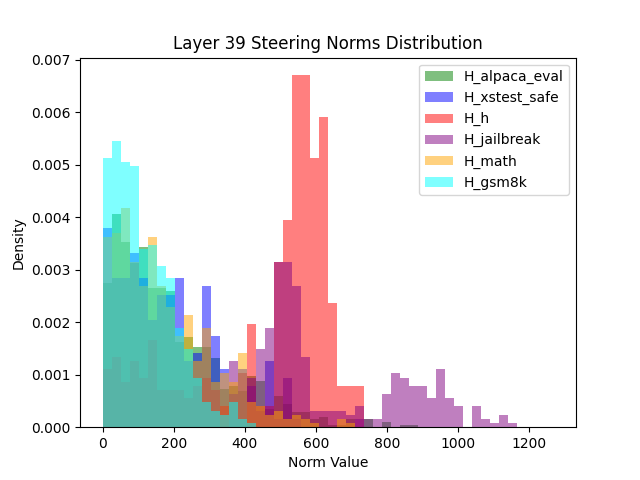 Layer 39 Steering Norms Distribution
0.007
0.006
0.005
0.004
0.003
0.002
0.001
0.000
Density
0
200
400
600
800
1000
1200
Norm Value
H_alpaca_eval
H_xstest_safe
H_h
H_jailbreak
H_math
H_gsm8k